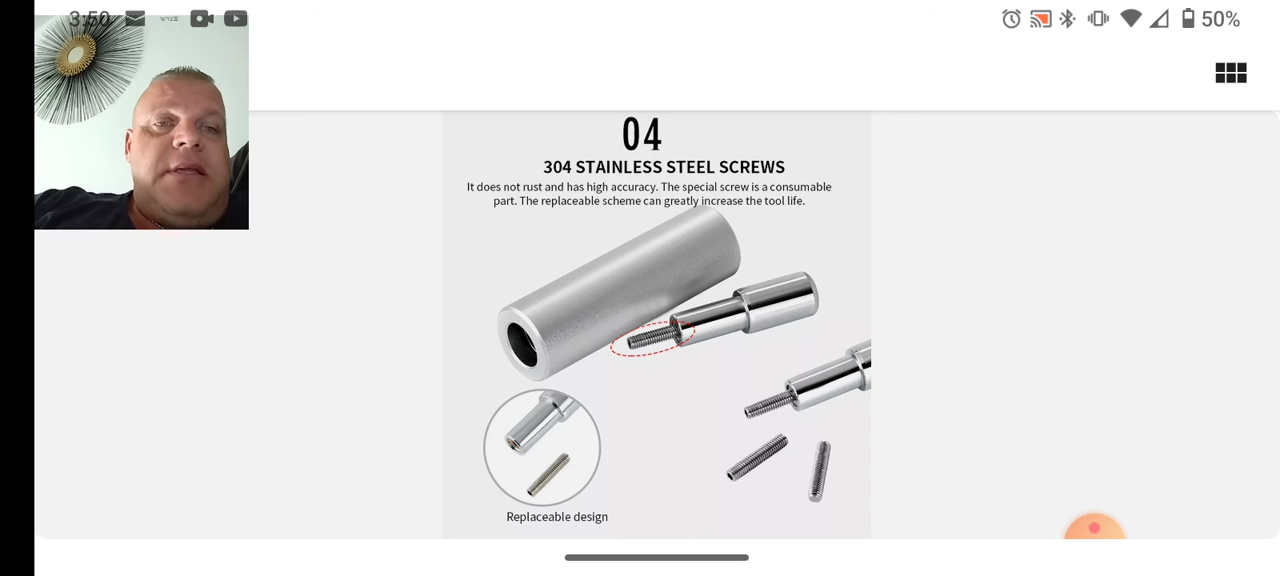 3:50 WYZE 50%
04
304 STAINLESS STEEL SCREWS
It does not rust and has high accuracy. The special screw is a consumable
part. The replaceable scheme can greatly increase the tool life.
Replaceable design